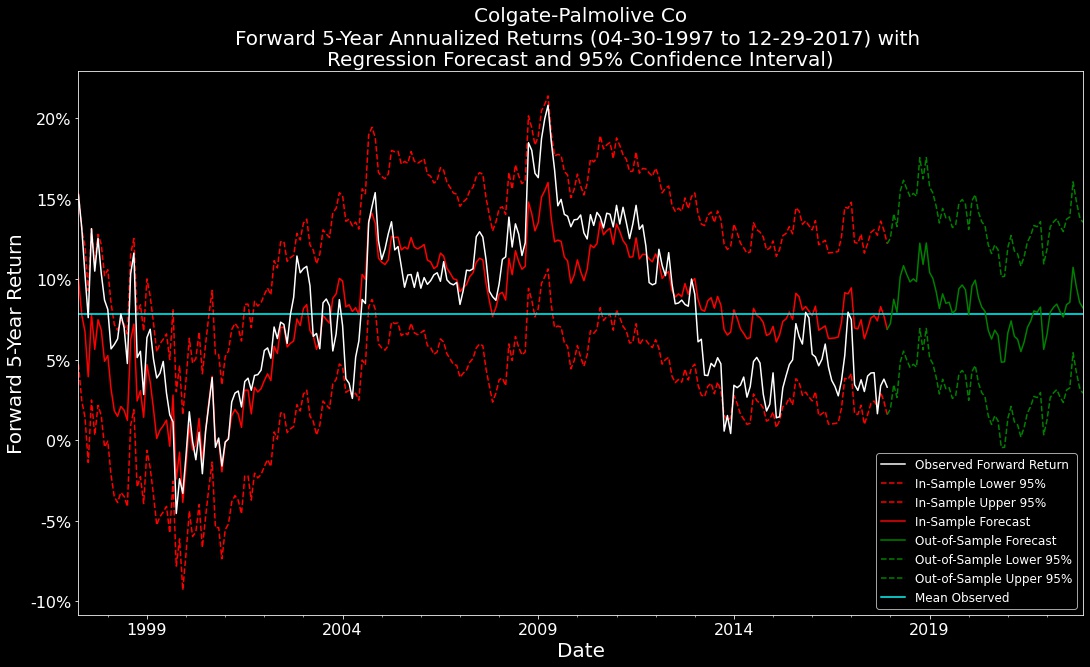 Colgate-Palmolive Co
Forward 5-Year Annualized Returns (04-30-1997 to 12-29-2017) with
Regression Forecast and 95% Confidence Interval)
Forward 5-Year Return
20%
15%
10%
5%
0%
-5%
-10%
Observed Forward Return
In-Sample Lower 95%
In-Sample Upper 95%
In-Sample Forecast
Out-of-Sample Forecast
Out-of-Sample Lower 95%
Out-of-Sample Upper 95%
Mean Observed
1999 2004 2009 2014 2019
Date